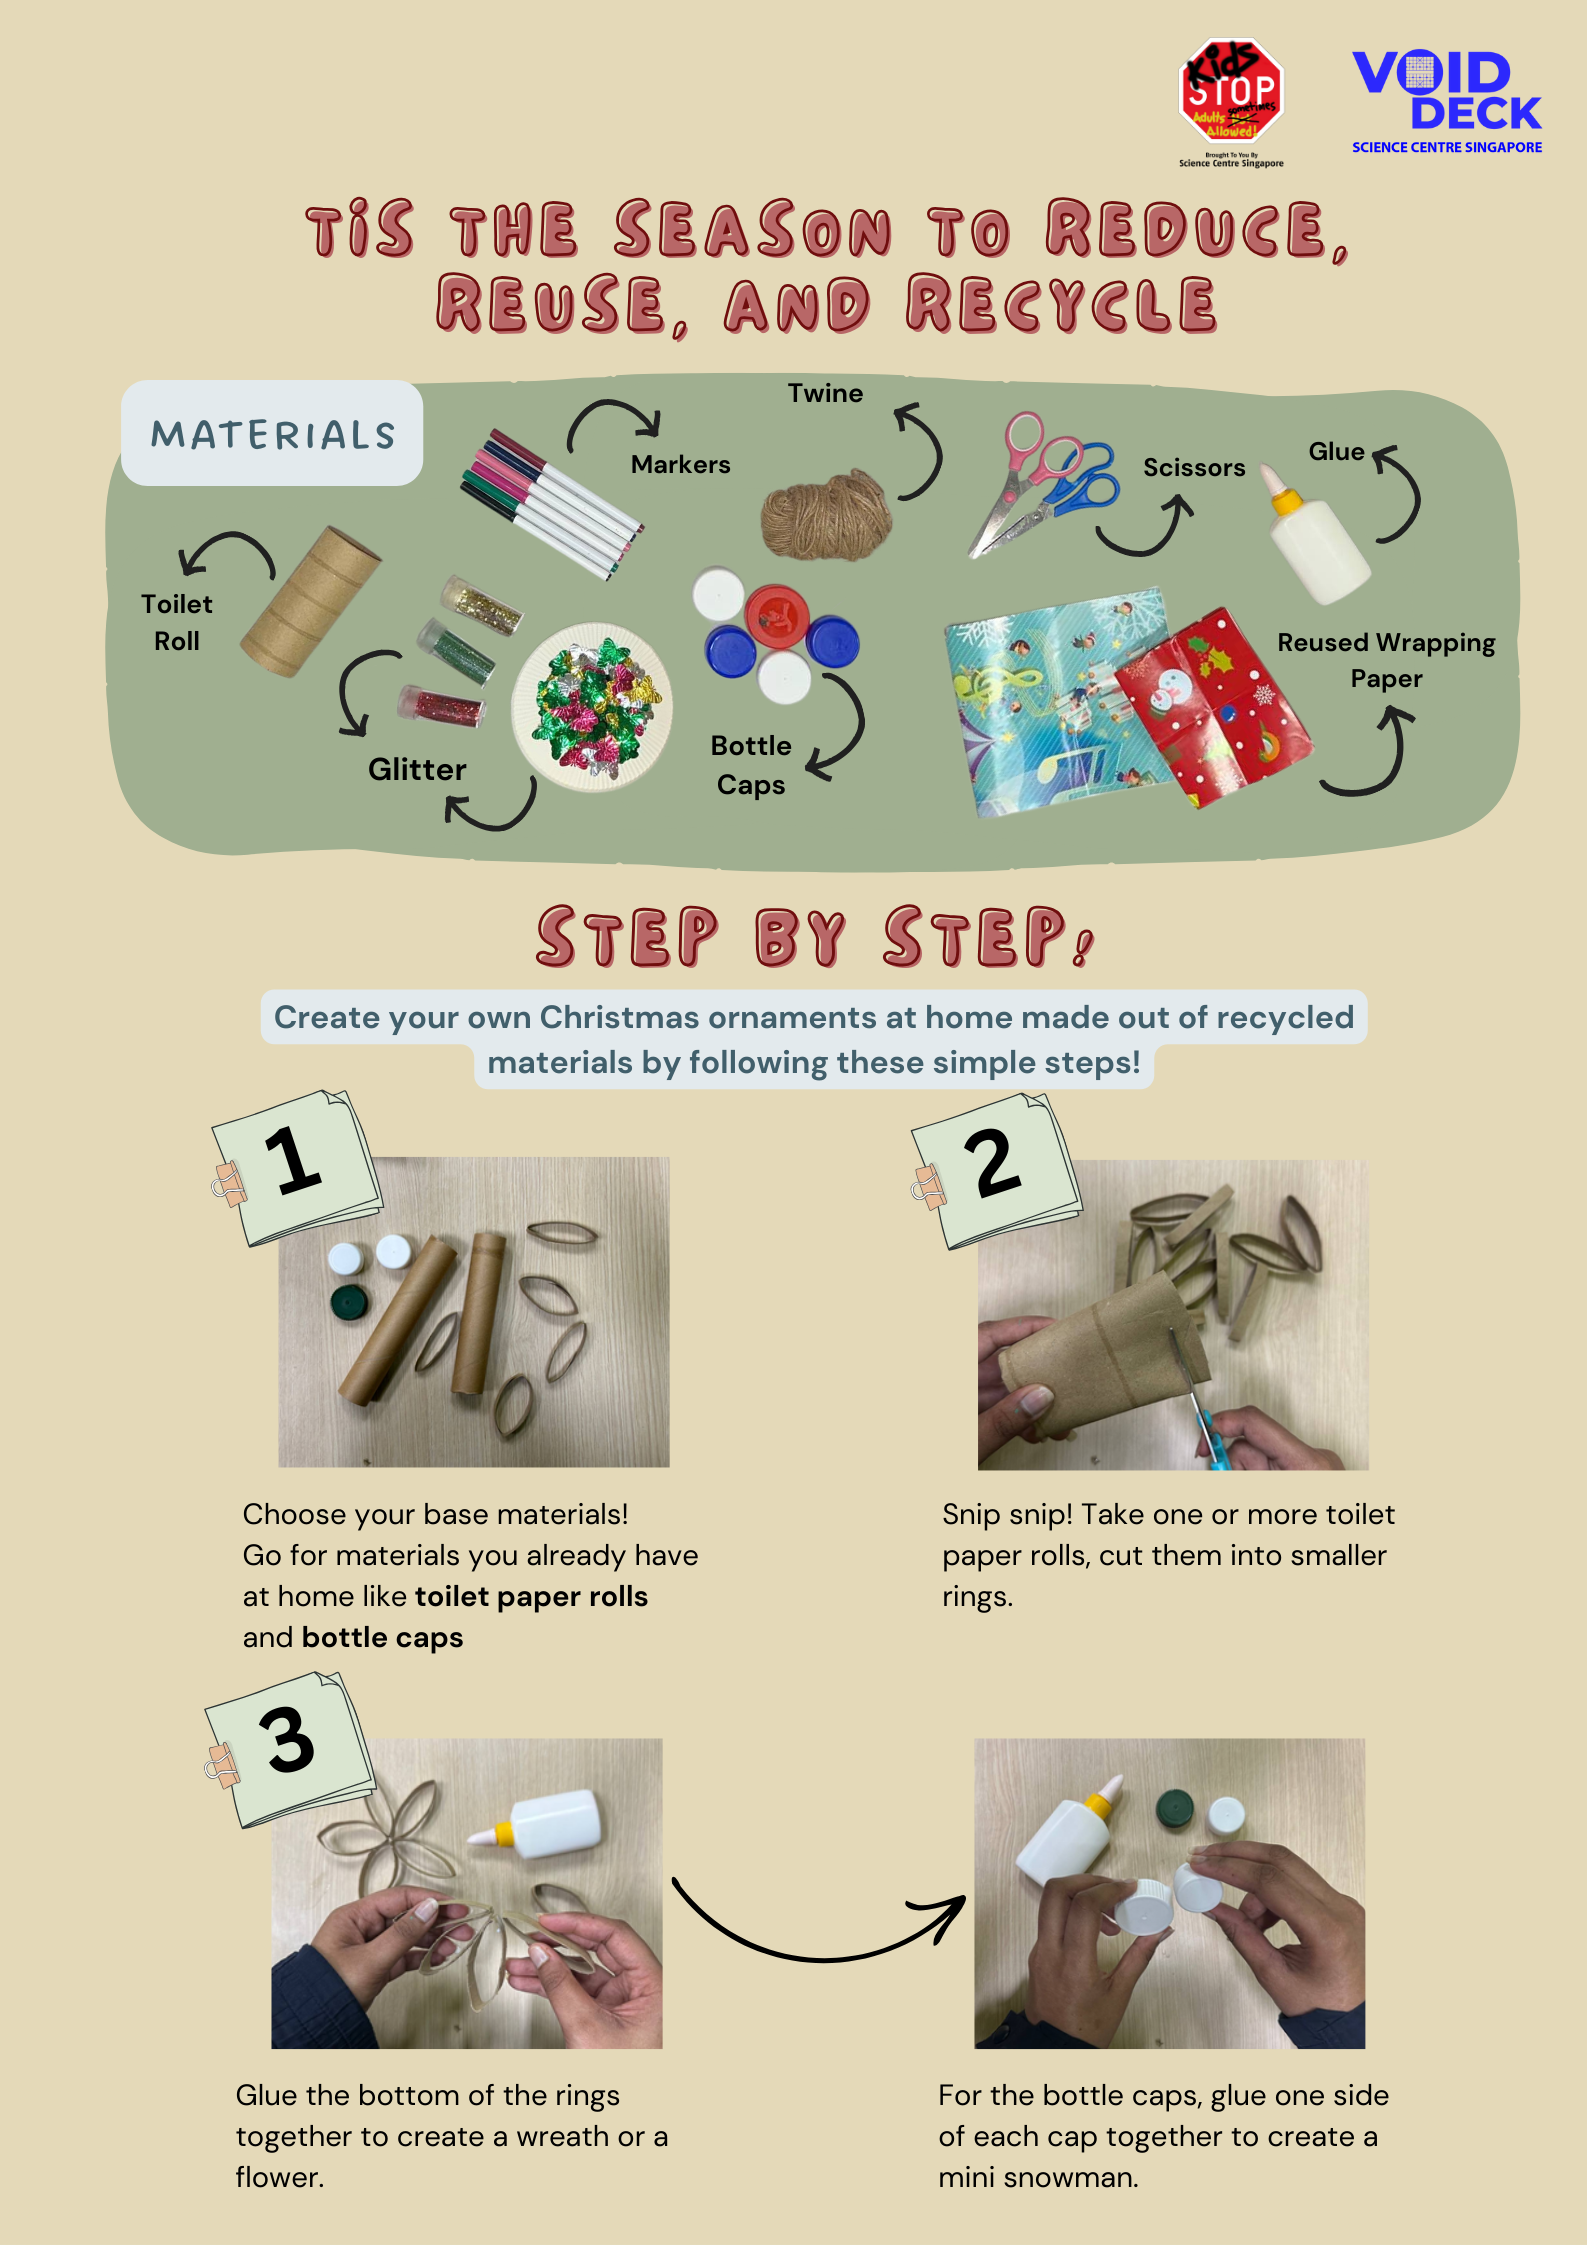 Kids
STOP
sometimes
Adults Not
Allowed!
Brought To You By
Science Centre Singapore
VOID
DECK
SCIENCE CENTRE SINGAPORE
TiS THE SEASON TO REDUCE,
REUSE, AND RECYCLE
MATERIALS
Twine
Markers
Scissors
Glue
Toilet
Roll
Reused Wrapping
Paper
Glitter
Bottle
Caps
STEP BY STEP!
Create your own Christmas ornaments at home made out of recycled
materials by following these simple steps!
1
2
Choose your base materials!
Go for materials you already have
at home like toilet paper rolls
and bottle caps
Snip snip! Take one or more toilet
paper rolls, cut them into smaller
rings.
3
Glue the bottom of the rings
together to create a wreath or a
flower.
For the bottle caps, glue one side
of each cap together to create a
mini snowman.